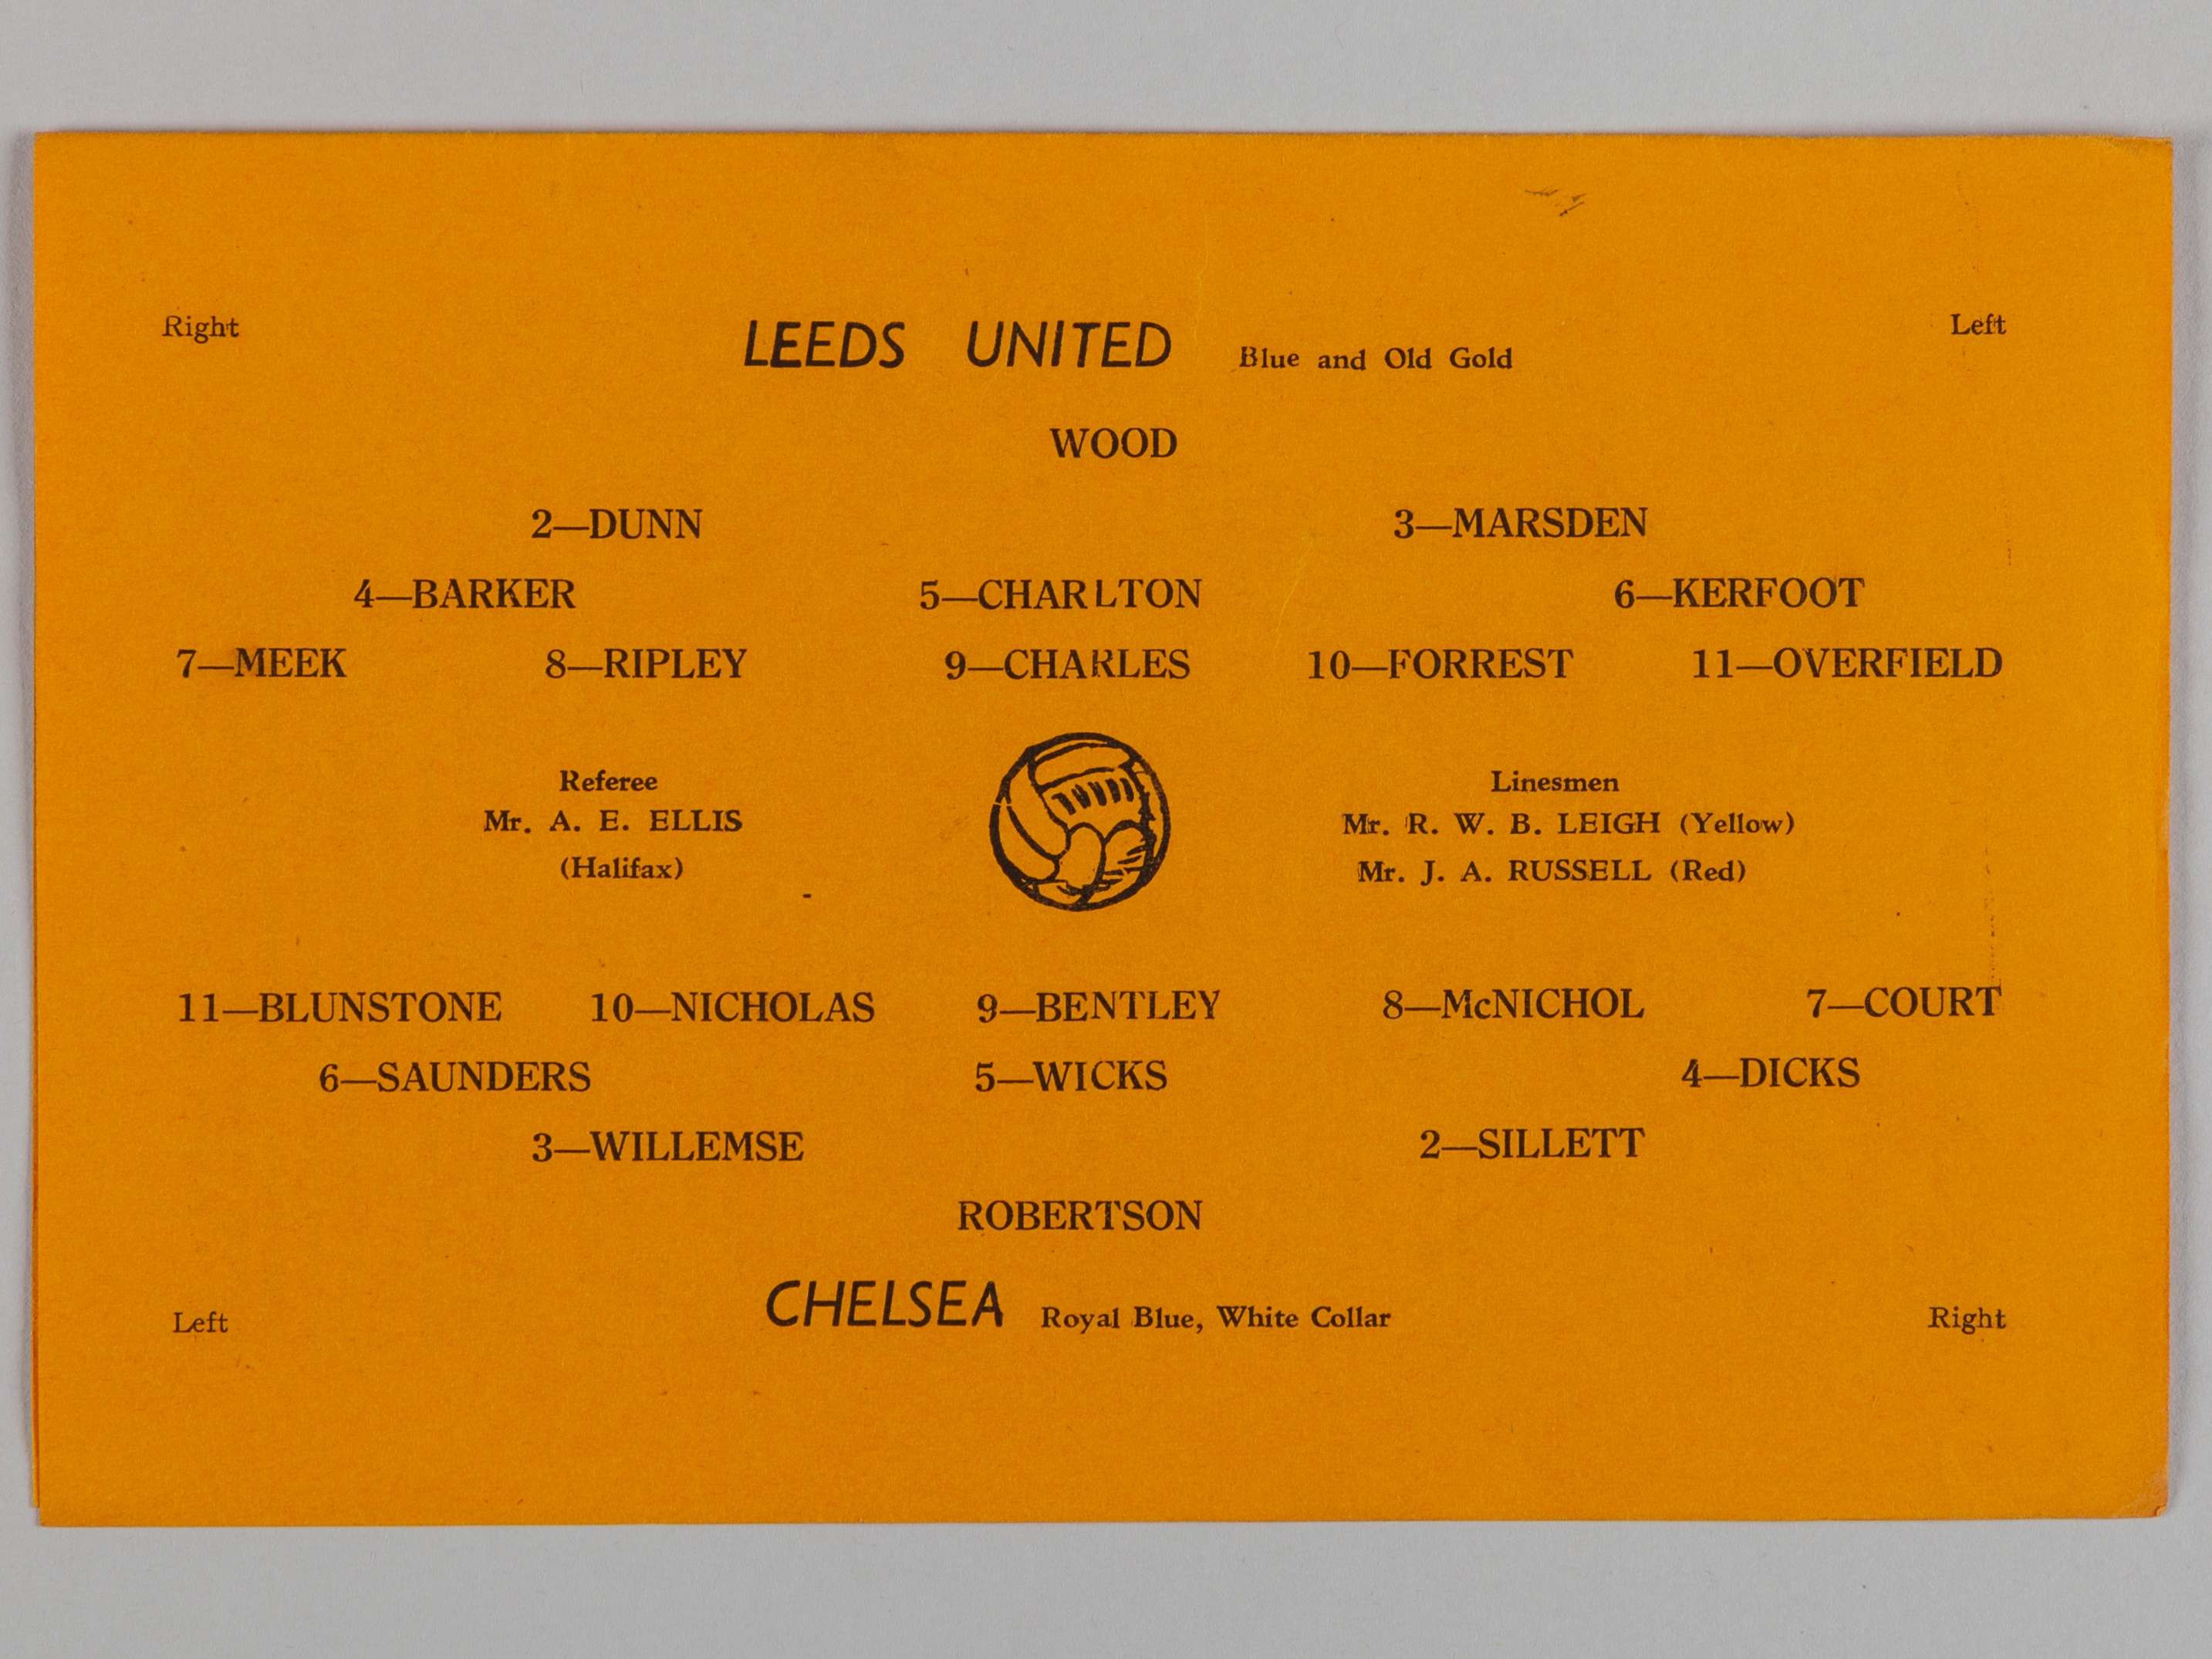 Right LEEDS UNITED Blue and Old Gold Left
WOOD
2—DUNN 3—MARSDEN
4—BARKER 5—CHARLTON 6—KERFOOT
7—MEEK 8—RIPLEY 9—CHARLES 10—FORREST 11—OVERFIELD
Referee Linesmen
Mr. A. E. ELLIS Mr. R. W. B. LEIGH (Yellow)
(Halifax) Mr. J. A. RUSSELL (Red)
11—BLUNSTONE 10—NICHOLAS 9—BENTLEY 8—McNICHOL 7—COURT
6—SAUNDERS 5—WICKS 4—DICKS
3—WILLEMSE 2—SILLETT
ROBERTSON
Left CHELSEA Royal Blue, White Collar Right